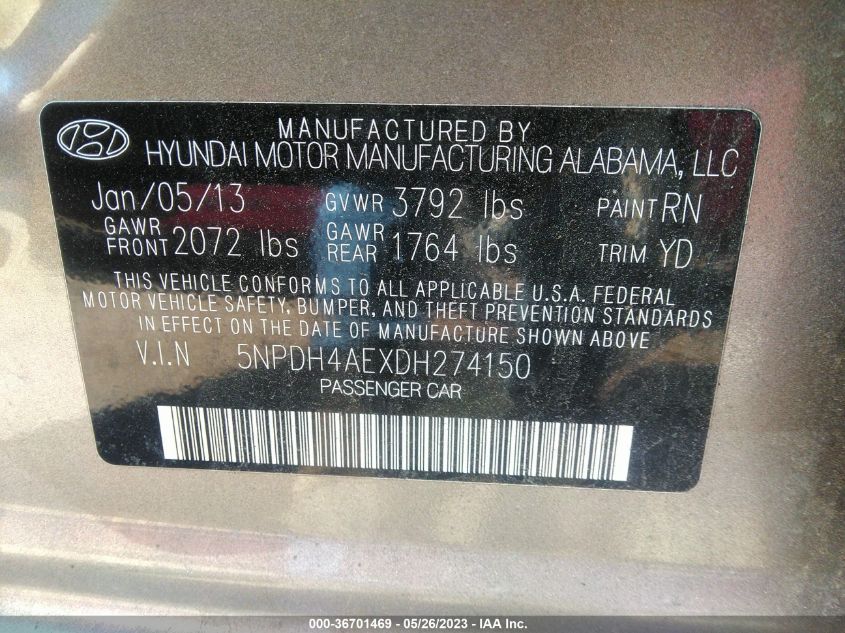 MANUFACTURED BY
HYUNDAI MOTOR MANUFACTURING ALABAMA, LLC
Jan/05/13 GVWR 3792 lbs PAINT RN
GAWR FRONT 2072 lbs GAWR REAR 1764 lbs TRIM YD
THIS VEHICLE CONFORMS TO ALL APPLICABLE U.S.A. FEDERAL
MOTOR VEHICLE SAFETY, BUMPER, AND THEFT PREVENTION STANDARDS
IN EFFECT ON THE DATE OF MANUFACTURE SHOWN ABOVE
V.I.N 5NPDH4AEXDH274150
PASSENGER CAR
000-36701469 - 05/26/2023 - IAA Inc.